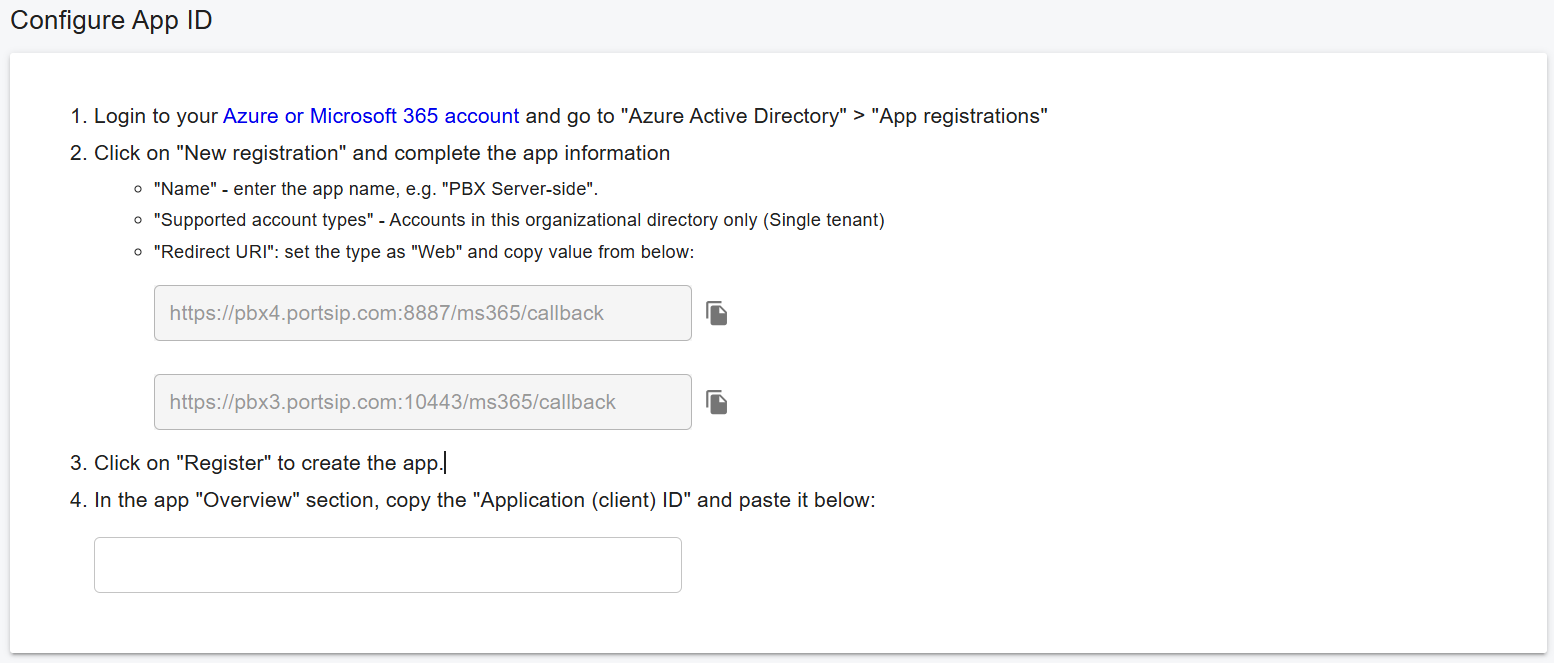 Configure App ID
1. Login to your Azure or Microsoft 365 account and go to "Azure Active Directory" > "App registrations"
2. Click on "New registration" and complete the app information
"Name" - enter the app name, e.g. "PBX Server-side".
"Supported account types" - Accounts in this organizational directory only (Single tenant)
"Redirect URI": set the type as "Web" and copy value from below:
https://pbx4.portsip.com:8887/ms365/callback
https://pbx3.portsip.com:10443/ms365/callback
3. Click on "Register" to create the app.
4. In the app "Overview" section, copy the "Application (client) ID" and paste it below: